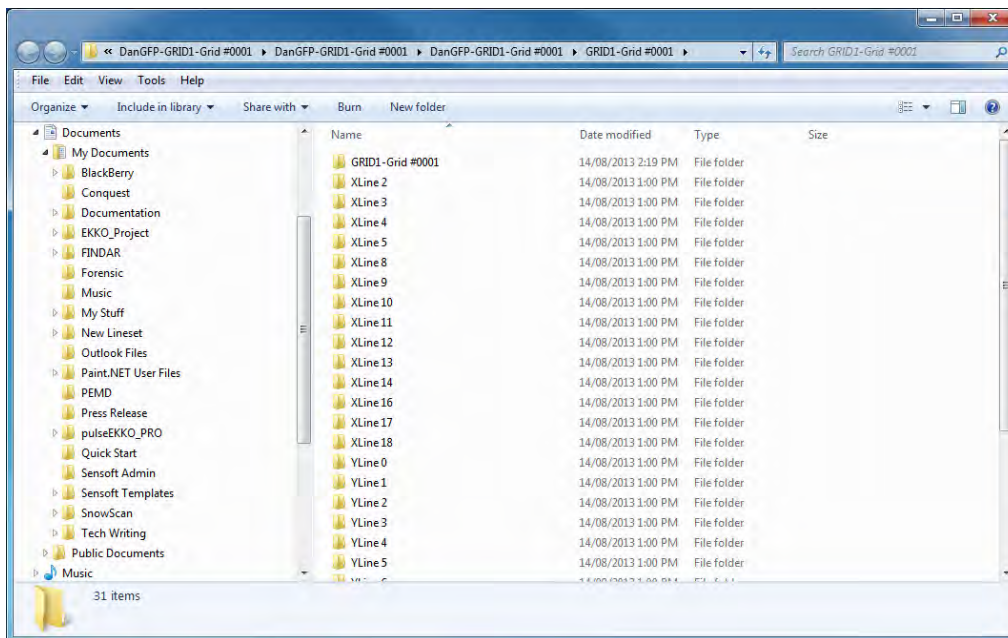 « DanGFP-GRID1-Grid #0001 ▸ DanGFP-GRID1-Grid #0001 ▸ DanGFP-GRID1-Grid #0001 ▸ GRID1-Grid #0001 ▸ Search GRID1-Grid #0001
File Edit View Tools Help
Organize Include in library Share with Burn New folder
Documents
My Documents
BlackBerry
Conquest
Documentation
EKKO_Project
FINDAR
Forensic
Music
My Stuff
New Lineset
Outlook Files
Paint.NET User Files
PEMD
Press Release
pulseEKKO_PRO
Quick Start
Sensoft Admin
Sensoft Templates
SnowScan
Tech Writing
Public Documents
Music
Name Date modified Type Size
GRID1-Grid #0001 14/08/2013 2:19 PM File folder
XLine 2 14/08/2013 1:00 PM File folder
XLine 3 14/08/2013 1:00 PM File folder
XLine 4 14/08/2013 1:00 PM File folder
XLine 5 14/08/2013 1:00 PM File folder
XLine 8 14/08/2013 1:00 PM File folder
XLine 9 14/08/2013 1:00 PM File folder
XLine 10 14/08/2013 1:00 PM File folder
XLine 11 14/08/2013 1:00 PM File folder
XLine 12 14/08/2013 1:00 PM File folder
XLine 13 14/08/2013 1:00 PM File folder
XLine 14 14/08/2013 1:00 PM File folder
XLine 16 14/08/2013 1:00 PM File folder
XLine 17 14/08/2013 1:00 PM File folder
XLine 18 14/08/2013 1:00 PM File folder
YLine 0 14/08/2013 1:00 PM File folder
YLine 1 14/08/2013 1:00 PM File folder
YLine 2 14/08/2013 1:00 PM File folder
YLine 3 14/08/2013 1:00 PM File folder
YLine 4 14/08/2013 1:00 PM File folder
YLine 5 14/08/2013 1:00 PM File folder
31 items